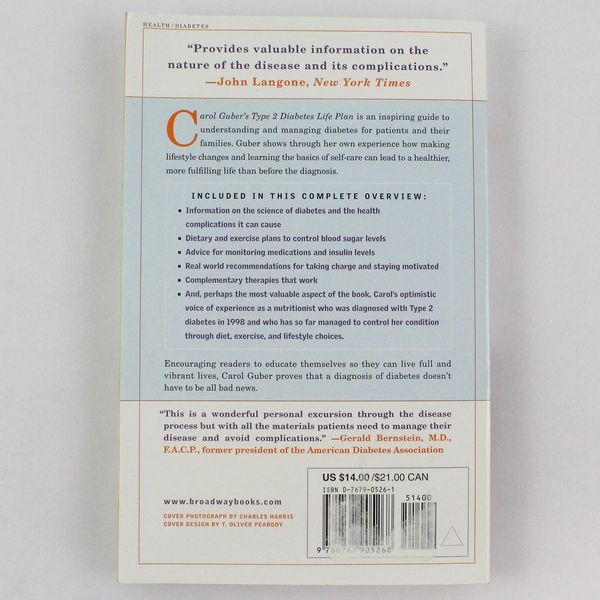 HEALTH / DIABETES
“Provides valuable information on the
nature of the disease and its complications.”
—John Langone, New York Times
Carol Guber's Type 2 Diabetes Life Plan is an inspiring guide to
understanding and managing diabetes for patients and their
families. Guber shows through her own experience how making
lifestyle changes and learning the basics of self-care can lead to a healthier,
more fulfilling life than before the diagnosis.
INCLUDED IN THIS COMPLETE OVERVIEW:
▪ Information on the science of diabetes and the health
complications it can cause
▪ Dietary and exercise plans to control blood sugar levels
▪ Advice for monitoring medications and insulin levels
▪ Real world recommendations for taking charge and staying motivated
▪ Complementary therapies that work
▪ And, perhaps the most valuable aspect of the book, Carol's optimistic
voice of experience as a nutritionist who was diagnosed with Type 2
diabetes in 1998 and who has so far managed to control her condition
through diet, exercise, and lifestyle choices.
Encouraging readers to educate themselves so they can live full and
vibrant lives, Carol Guber proves that a diagnosis of diabetes doesn't
have to be all bad news.
“This is a wonderful personal excursion through the disease
process but with all the materials patients need to manage their
disease and avoid complications.” —Gerald Bernstein, M.D.,
F.A.C.P., former president of the American Diabetes Association
US $14.00/$21.00 CAN
ISBN 0-7679-0526-1
51400
www.broadwaybooks.com
COVER PHOTOGRAPH BY CHARLES HARRIS
COVER DESIGN BY T. OLIVER PEABODY